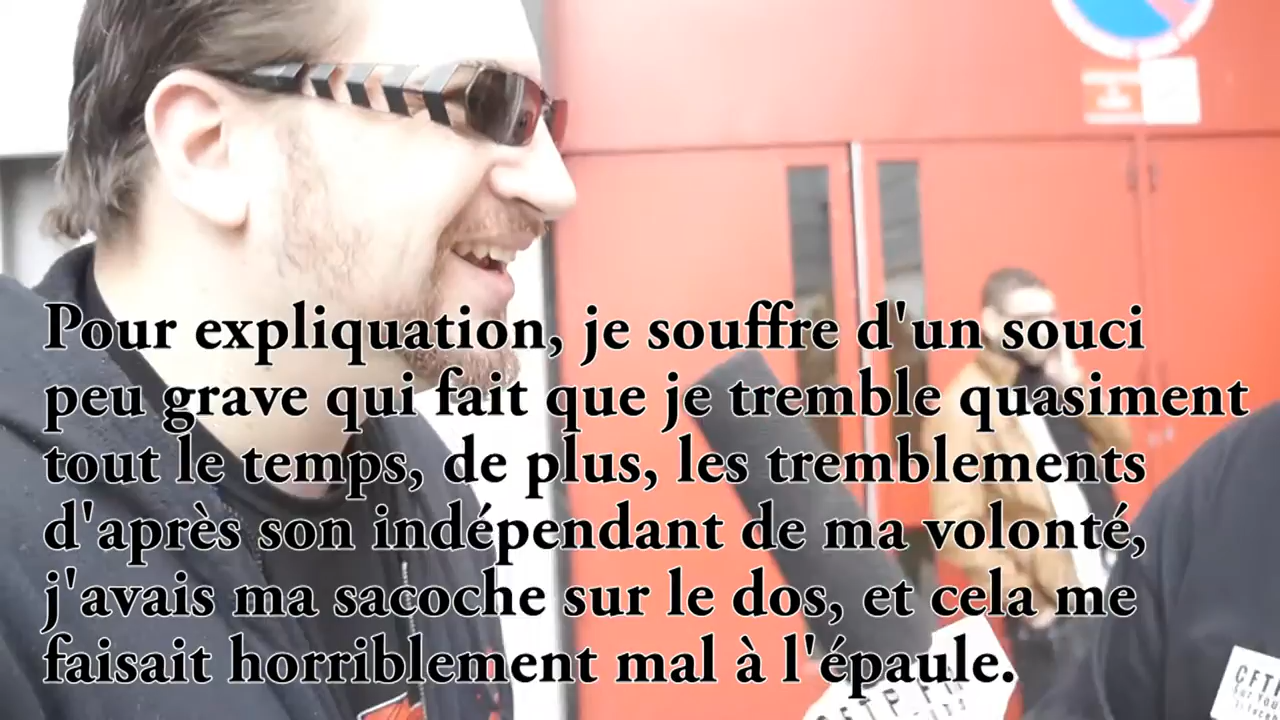 Pour expliquation, je souffre d'un souci
peu grave qui fait que je tremble quasiment
tout le temps, de plus, les tremblements
d'après son indépendant de ma volonté,
j'avais ma sacoche sur le dos, et cela me
faisait horriblement mal à l'épaule.
CFTP